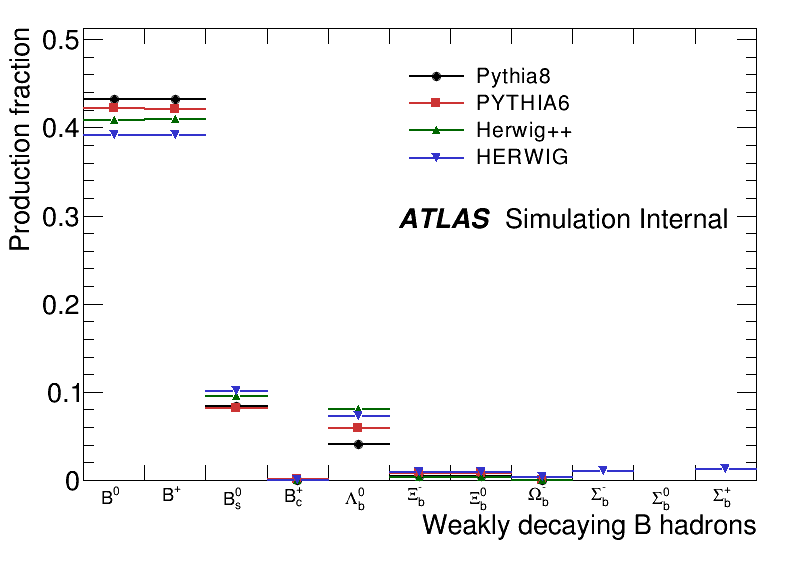 Production fraction
0.5
0.4
0.3
0.2
0.1
0
Pythia8
PYTHIA6
Herwig++
HERWIG
ATLAS Simulation Internal
B⁰ B⁺ B⁰ₛ B⁺c Λ⁰b Ξ⁻b Ξ⁰b Ω⁻b Σ⁻b Σ⁰b Σ⁺b
Weakly decaying B hadrons